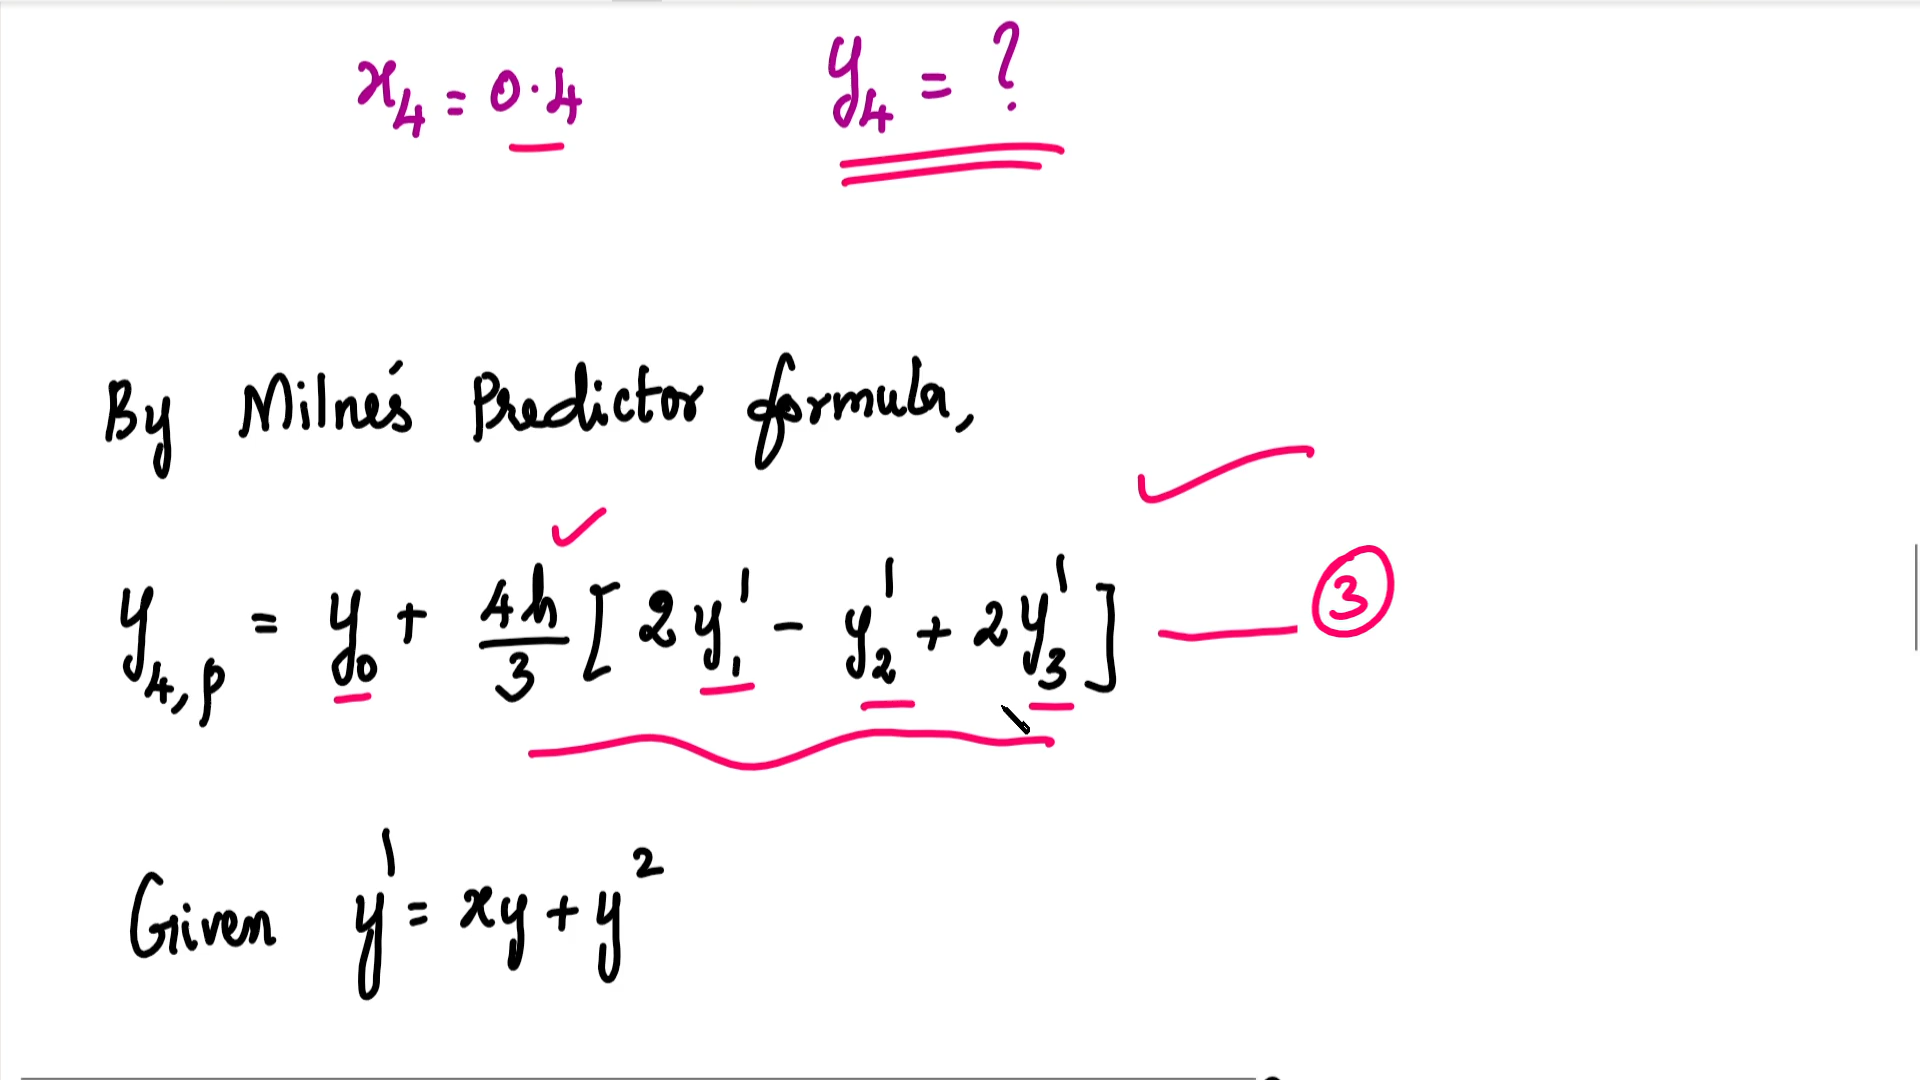 x₄ = 0.4 y₄ = ?
By Milne's Predictor formula,
y₄,p = y₀ + 4h/3 [2y₁' - y₂' + 2y₃'] — ③
Given y' = xy + y²